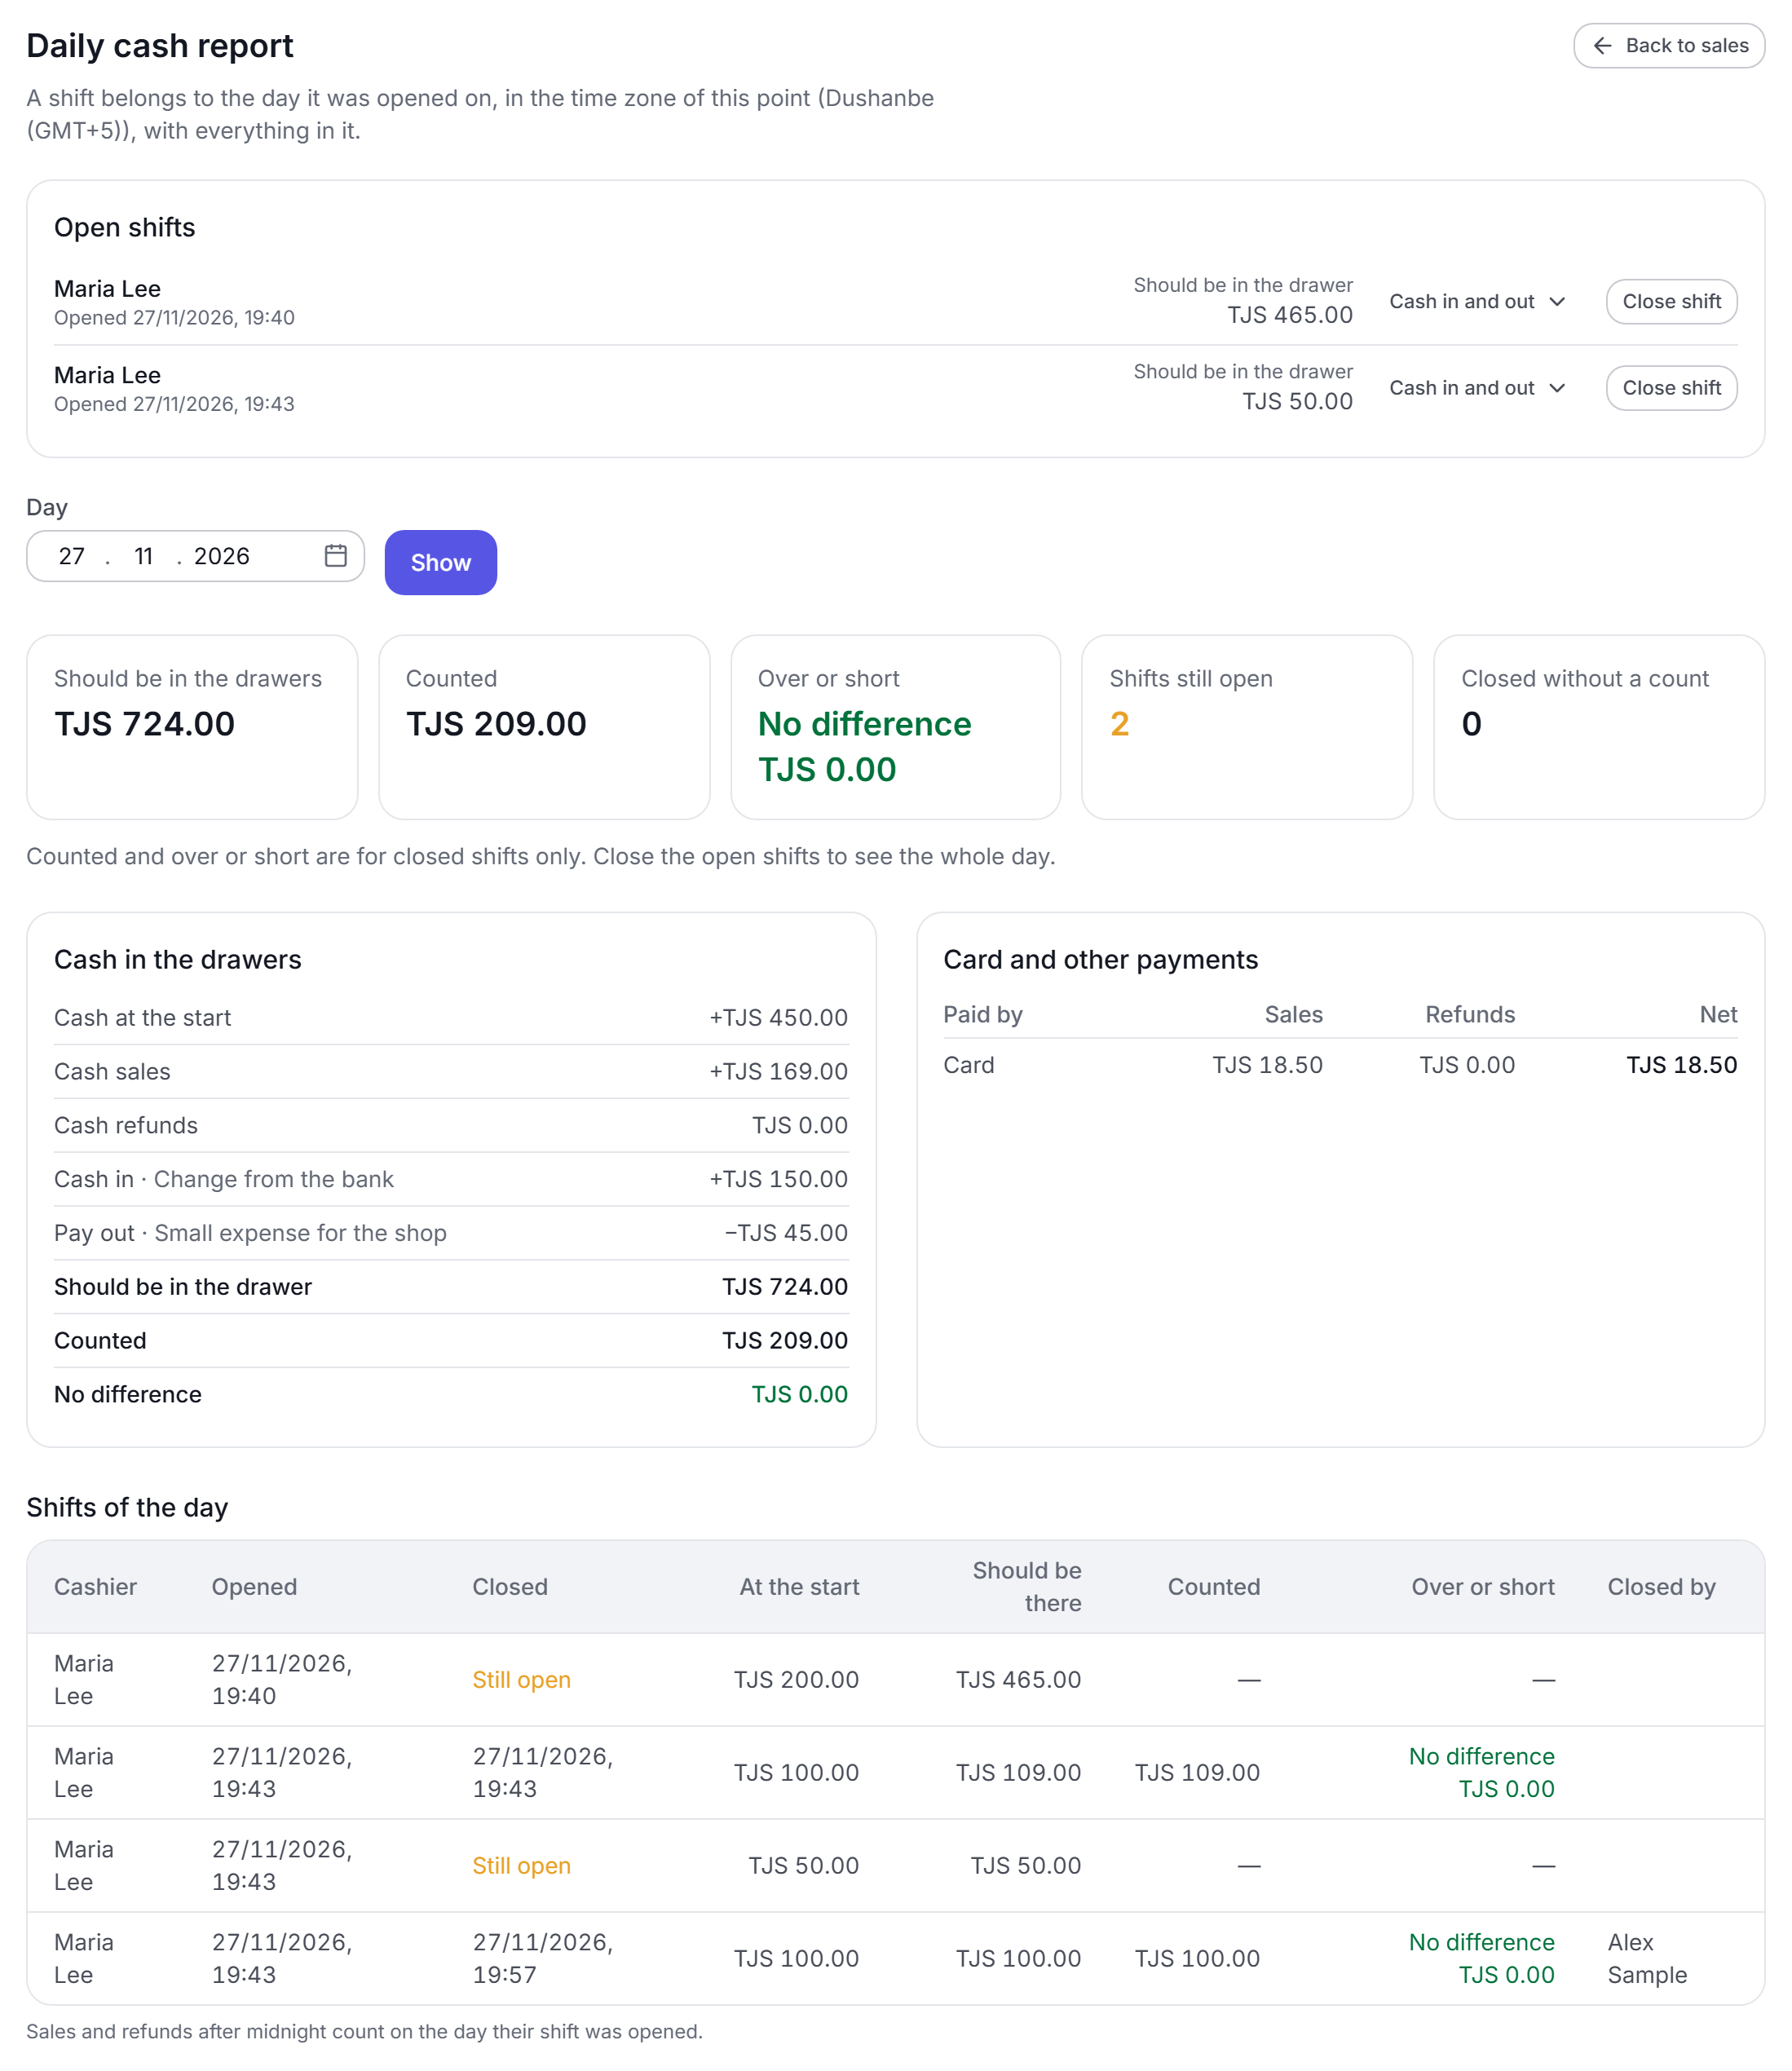 Daily cash report
Back to sales
A shift belongs to the day it was opened on, in the time zone of this point (Dushanbe
(GMT+5)), with everything in it.
Open shifts
Maria Lee
Opened 27/11/2026, 19:40
Should be in the drawer
TJS 465.00
Cash in and out
Close shift
Maria Lee
Opened 27/11/2026, 19:43
Should be in the drawer
TJS 50.00
Cash in and out
Close shift
Day
27 . 11 . 2026
Show
Should be in the drawers
TJS 724.00
Counted
TJS 209.00
Over or short
No difference
TJS 0.00
Shifts still open
2
Closed without a count
0
Counted and over or short are for closed shifts only. Close the open shifts to see the whole day.
Cash in the drawers
Cash at the start +TJS 450.00
Cash sales +TJS 169.00
Cash refunds TJS 0.00
Cash in · Change from the bank +TJS 150.00
Pay out · Small expense for the shop −TJS 45.00
Should be in the drawer TJS 724.00
Counted TJS 209.00
No difference TJS 0.00
Card and other payments
Paid by Sales Refunds Net
Card TJS 18.50 TJS 0.00 TJS 18.50
Shifts of the day
Cashier Opened Closed At the start Should be there Counted Over or short Closed by
Maria Lee 27/11/2026, 19:40 Still open TJS 200.00 TJS 465.00 — —
Maria Lee 27/11/2026, 19:43 27/11/2026, 19:43 TJS 100.00 TJS 109.00 TJS 109.00 No difference TJS 0.00
Maria Lee 27/11/2026, 19:43 Still open TJS 50.00 TJS 50.00 — —
Maria Lee 27/11/2026, 19:43 27/11/2026, 19:57 TJS 100.00 TJS 100.00 TJS 100.00 No difference TJS 0.00 Alex Sample
Sales and refunds after midnight count on the day their shift was opened.